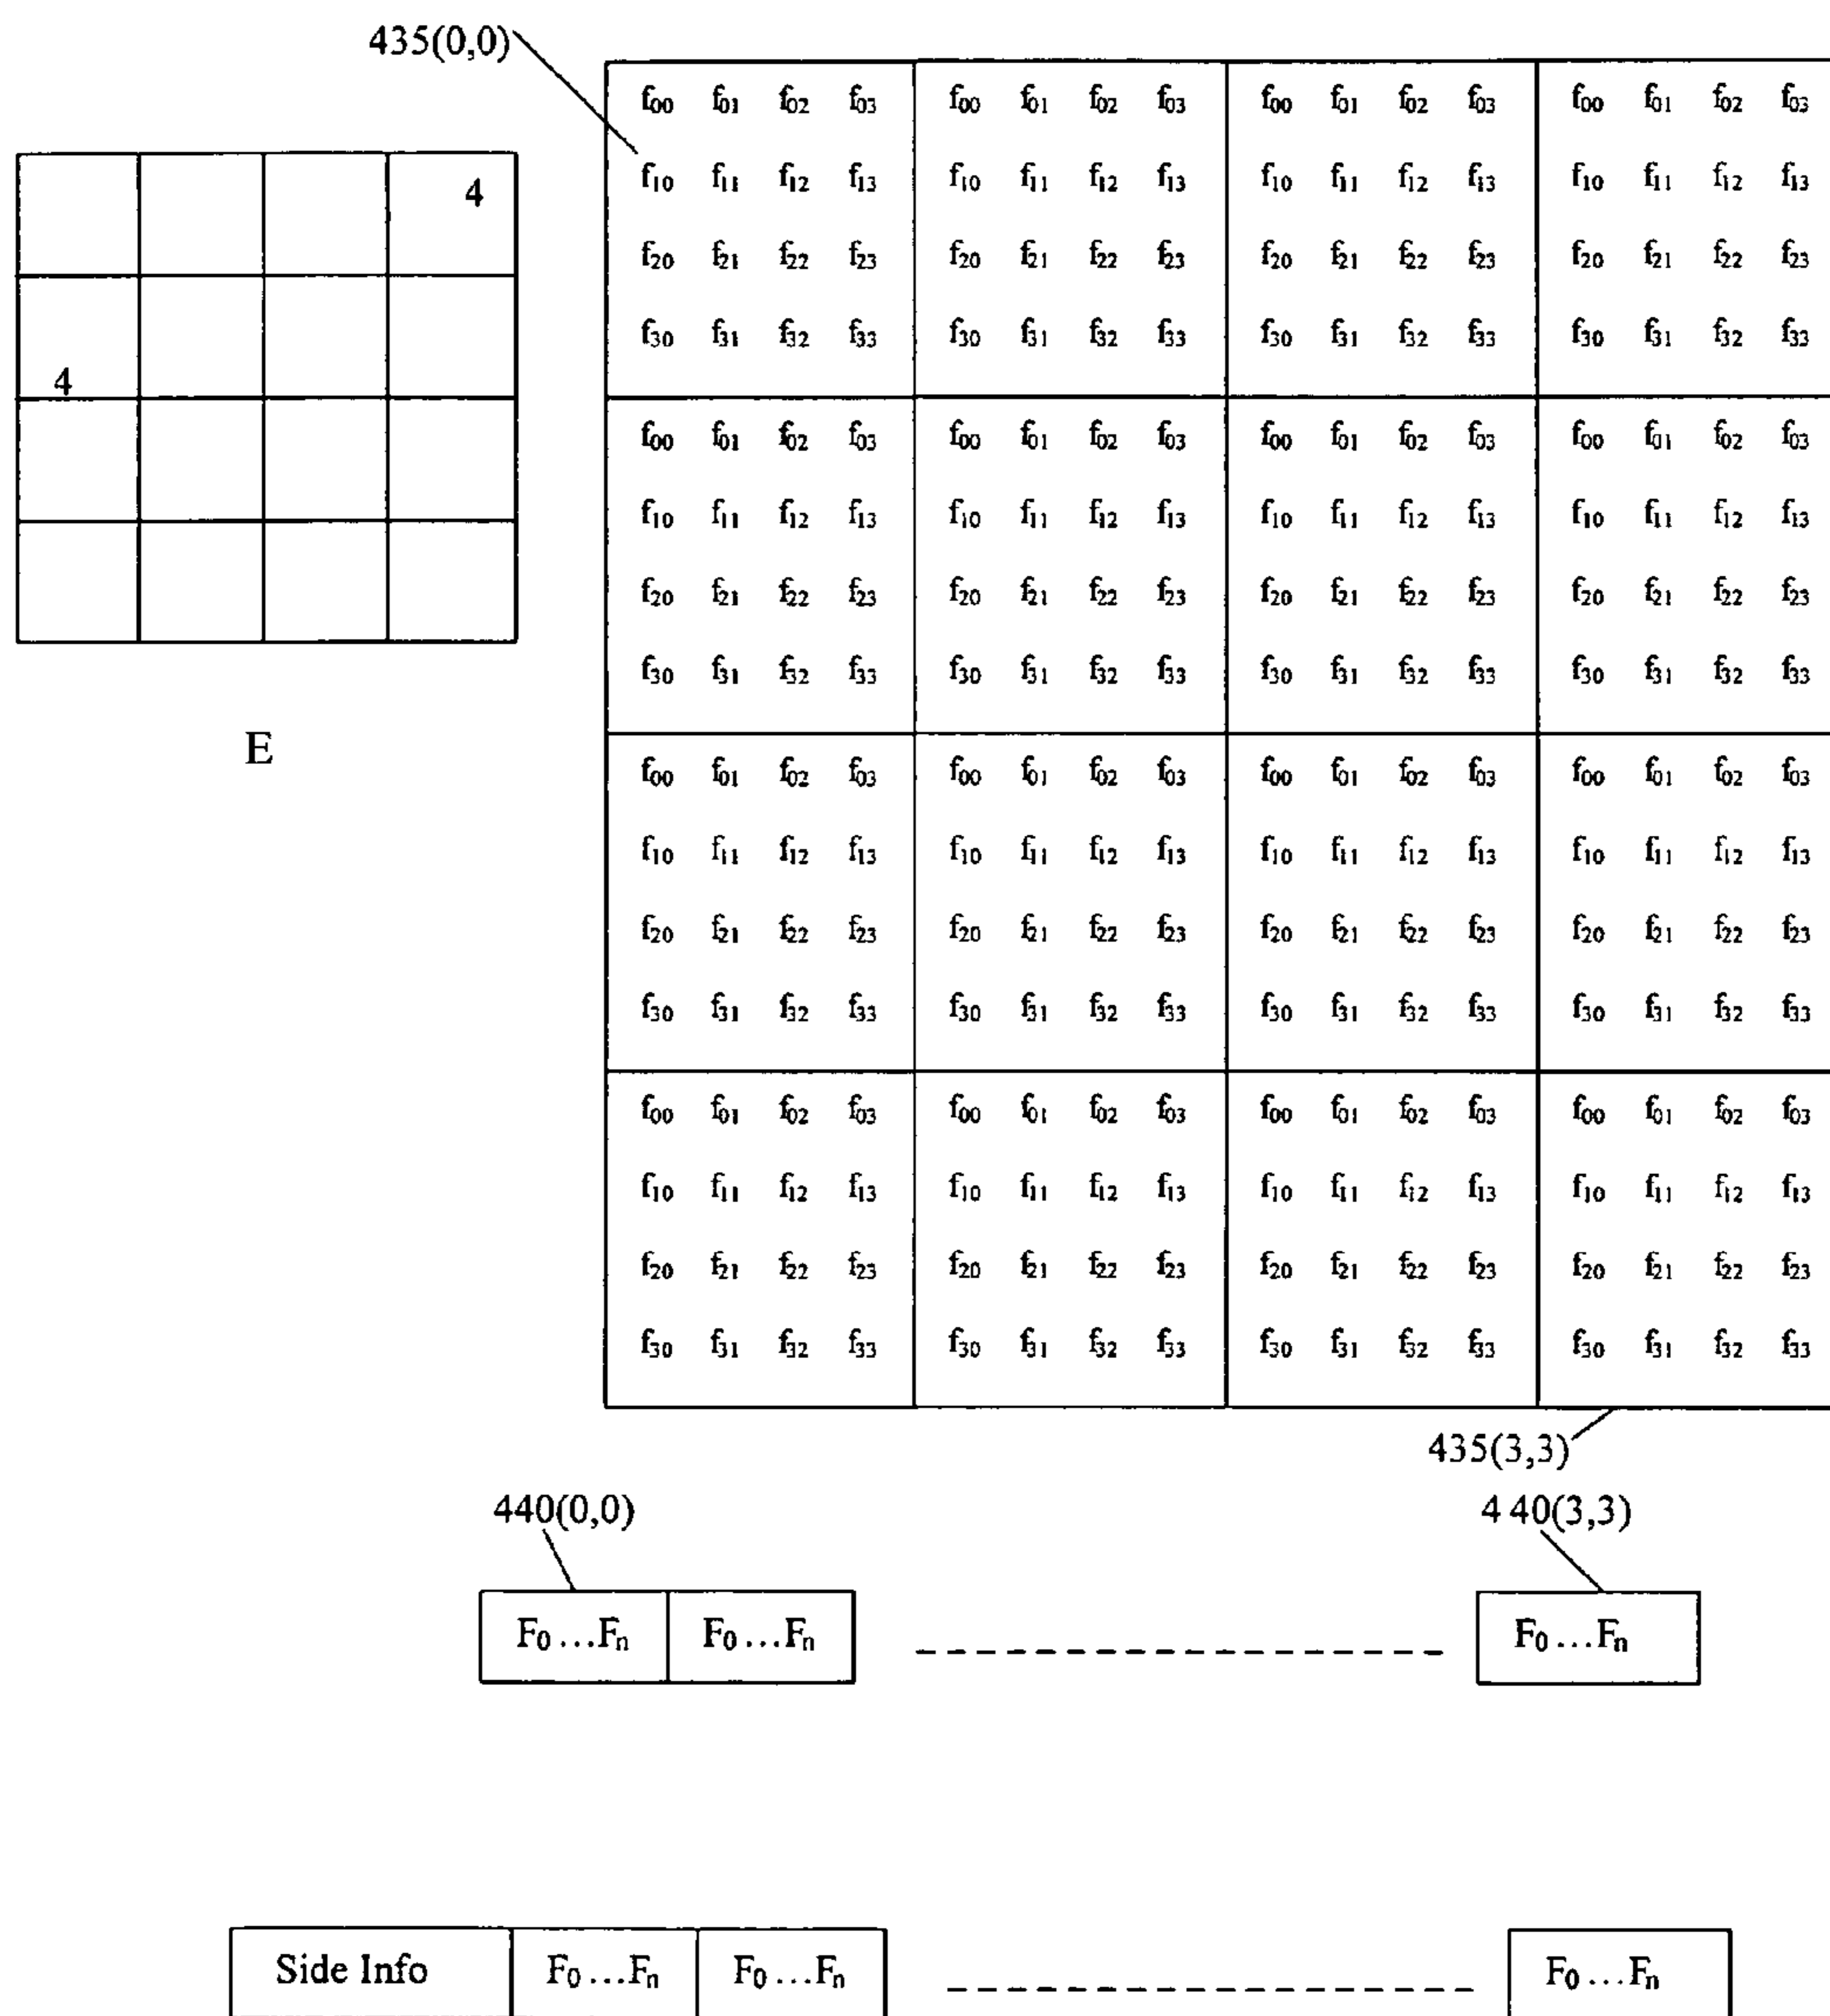 435(0,0)
f00 f01 f02 f03 f00 f01 f02 f03 f00 f01 f02 f03 f00 f01 f02 f03
4
f10 f11 f12 f13 f10 f11 f12 f13 f10 f11 f12 f13 f10 f11 f12 f13
f20 f21 f22 f23 f20 f21 f22 f23 f20 f21 f22 f23 f20 f21 f22 f23
f30 f31 f32 f33 f30 f31 f32 f33 f30 f31 f32 f33 f30 f31 f32 f33
4
f00 f01 f02 f03 f00 f01 f02 f03 f00 f01 f02 f03 f00 f01 f02 f03
f10 f11 f12 f13 f10 f11 f12 f13 f10 f11 f12 f13 f10 f11 f12 f13
f20 f21 f22 f23 f20 f21 f22 f23 f20 f21 f22 f23 f20 f21 f22 f23
f30 f31 f32 f33 f30 f31 f32 f33 f30 f31 f32 f33 f30 f31 f32 f33
E
f00 f01 f02 f03 f00 f01 f02 f03 f00 f01 f02 f03 f00 f01 f02 f03
f10 f11 f12 f13 f10 f11 f12 f13 f10 f11 f12 f13 f10 f11 f12 f13
f20 f21 f22 f23 f20 f21 f22 f23 f20 f21 f22 f23 f20 f21 f22 f23
f30 f31 f32 f33 f30 f31 f32 f33 f30 f31 f32 f33 f30 f31 f32 f33
f00 f01 f02 f03 f00 f01 f02 f03 f00 f01 f02 f03 f00 f01 f02 f03
f10 f11 f12 f13 f10 f11 f12 f13 f10 f11 f12 f13 f10 f11 f12 f13
f20 f21 f22 f23 f20 f21 f22 f23 f20 f21 f22 f23 f20 f21 f22 f23
f30 f31 f32 f33 f30 f31 f32 f33 f30 f31 f32 f33 f30 f31 f32 f33
435(3,3)
440(0,0) 4 40(3,3)
F0...Fn F0...Fn F0...Fn
Side Info F0...Fn F0...Fn F0...Fn